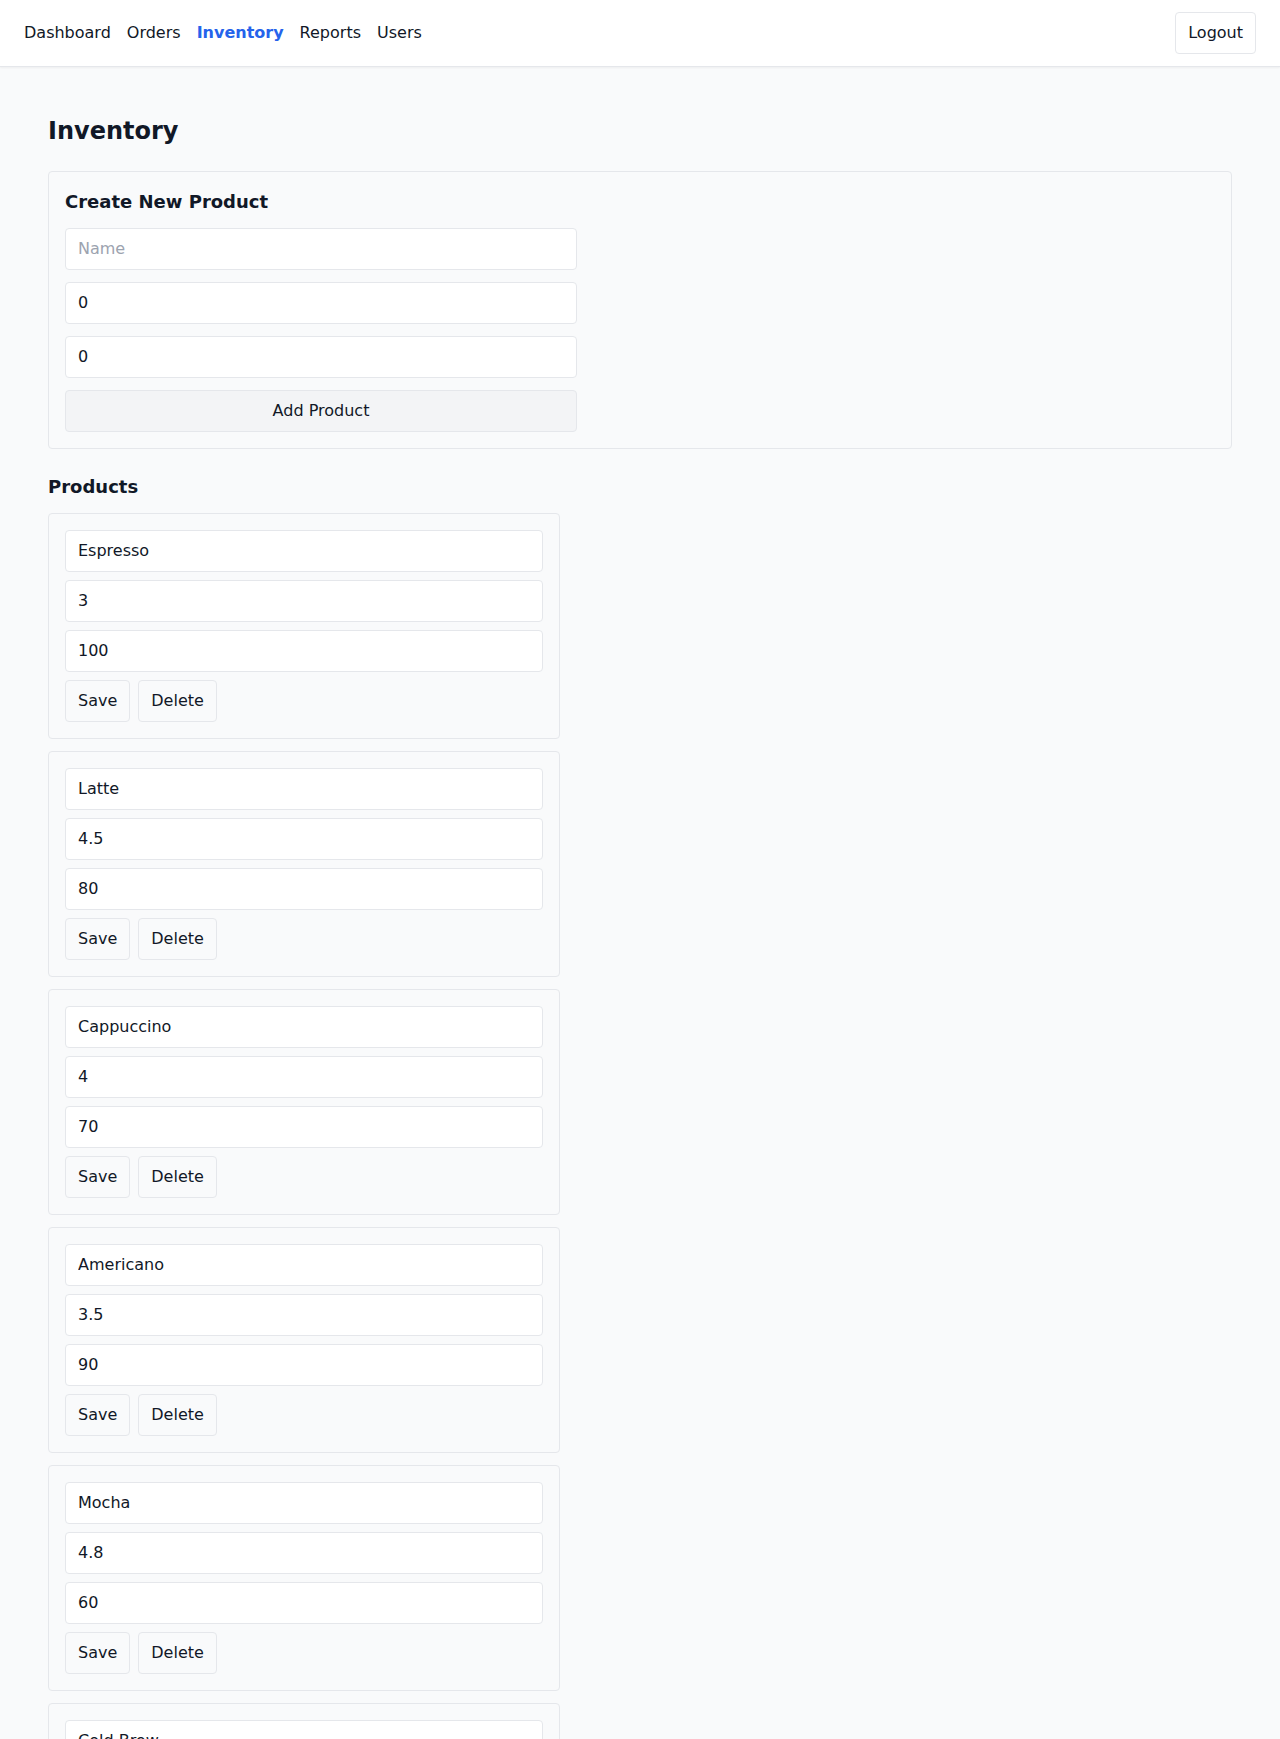 Dashboard Orders Inventory Reports Users Logout
Inventory
Create New Product
Name
0
0
Add Product
Products
Espresso
3
100
Save Delete
Latte
4.5
80
Save Delete
Cappuccino
4
70
Save Delete
Americano
3.5
90
Save Delete
Mocha
4.8
60
Save Delete
Cold Brew